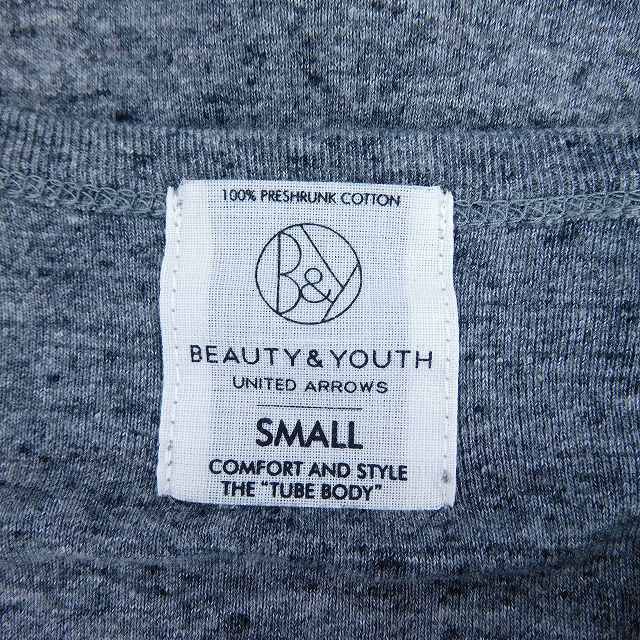 100% PRESHRUNK COTTON
B&Y
BEAUTY & YOUTH
UNITED ARROWS
SMALL
COMFORT AND STYLE
THE "TUBE BODY"